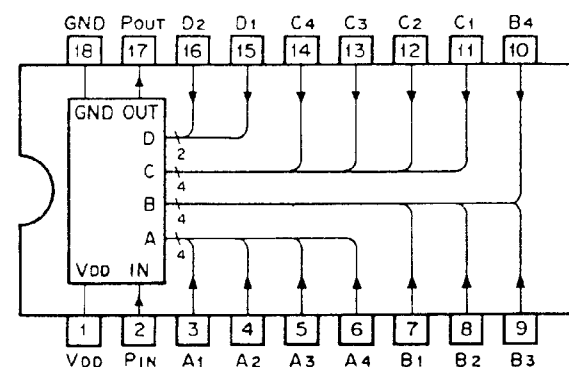 GND POUT D2 D1 C4 C3 C2 C1 B4
18 17 16 15 14 13 12 11 10
GND OUT
D
2
C
4
B
4
A
4
VDD IN
1 2 3 4 5 6 7 8 9
VDD PIN A1 A2 A3 A4 B1 B2 B3